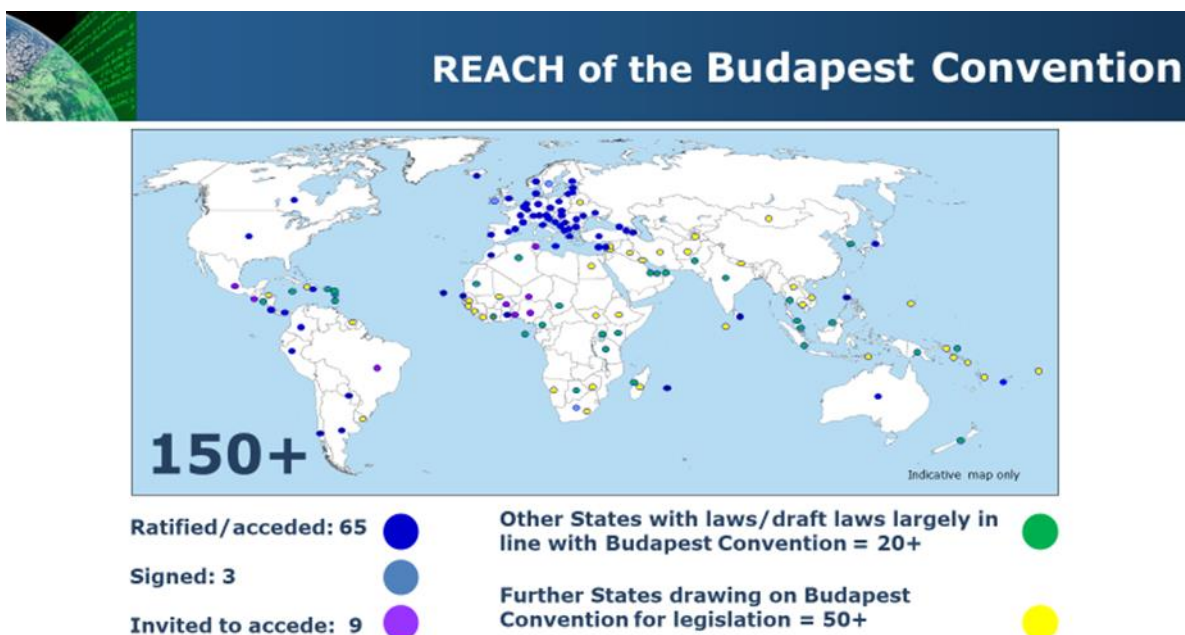 REACH of the Budapest Convention
150+
Indicative map only
Ratified/acceded: 65
Signed: 3
Invited to accede: 9
Other States with laws/draft laws largely in
line with Budapest Convention = 20+
Further States drawing on Budapest
Convention for legislation = 50+